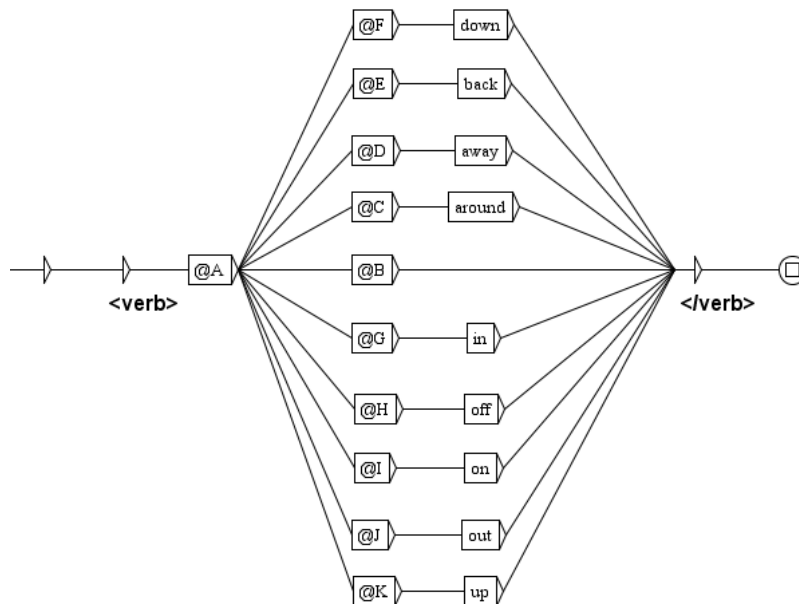 @F down
@E back
@D away
@C around
@A @B
<verb> </verb>
@G in
@H off
@I on
@J out
@K up